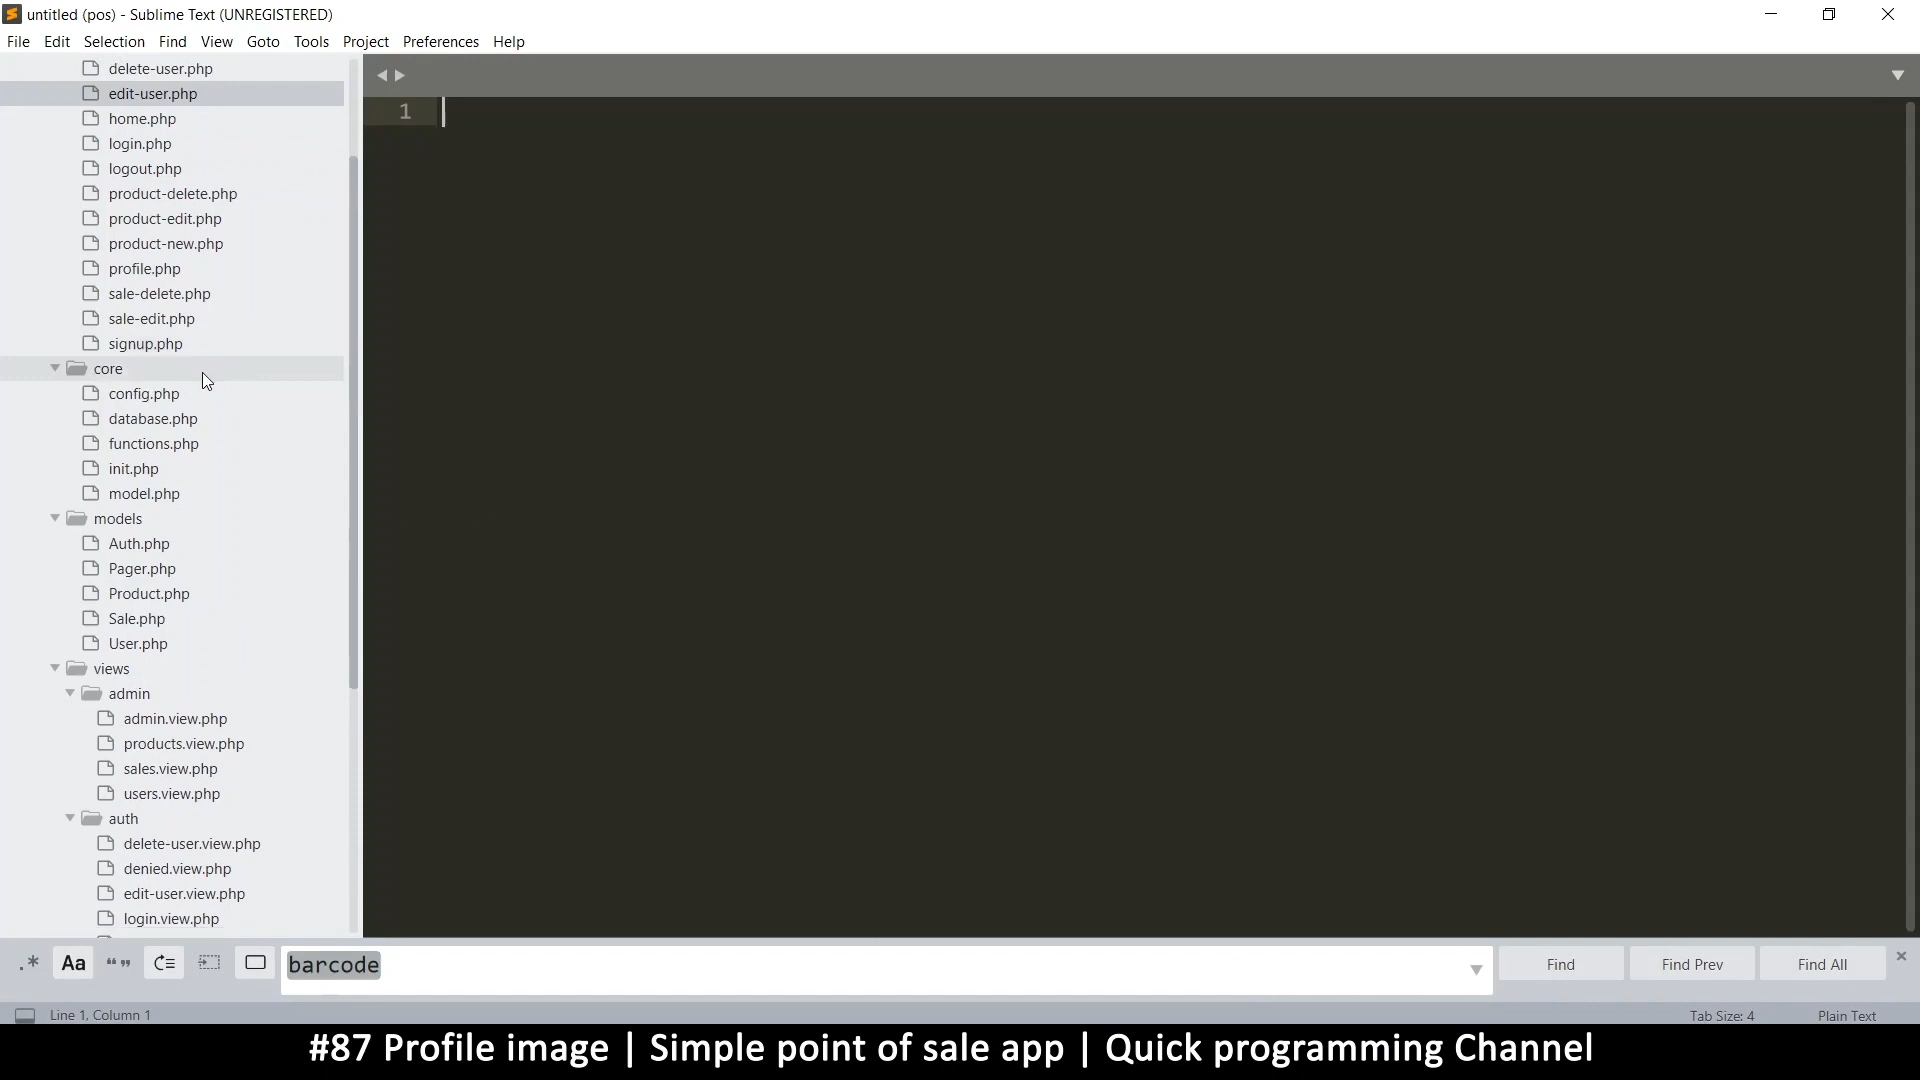 untitled (pos) - Sublime Text (UNREGISTERED)
File Edit Selection Find View Goto Tools Project Preferences Help
delete-user.php
edit-user.php
home.php
login.php
logout.php
product-delete.php
product-edit.php
product-new.php
profile.php
sale-delete.php
sale-edit.php
signup.php
core
config.php
database.php
functions.php
init.php
model.php
models
Auth.php
Pager.php
Product.php
Sale.php
User.php
views
admin
admin.view.php
products.view.php
sales.view.php
users.view.php
auth
delete-user.view.php
denied.view.php
edit-user.view.php
login.view.php
1
.* Aa “ ” barcode Find Find Prev Find All
Line 1, Column 1 Tab Size: 4 Plain Text
#87 Profile image | Simple point of sale app | Quick programming Channel